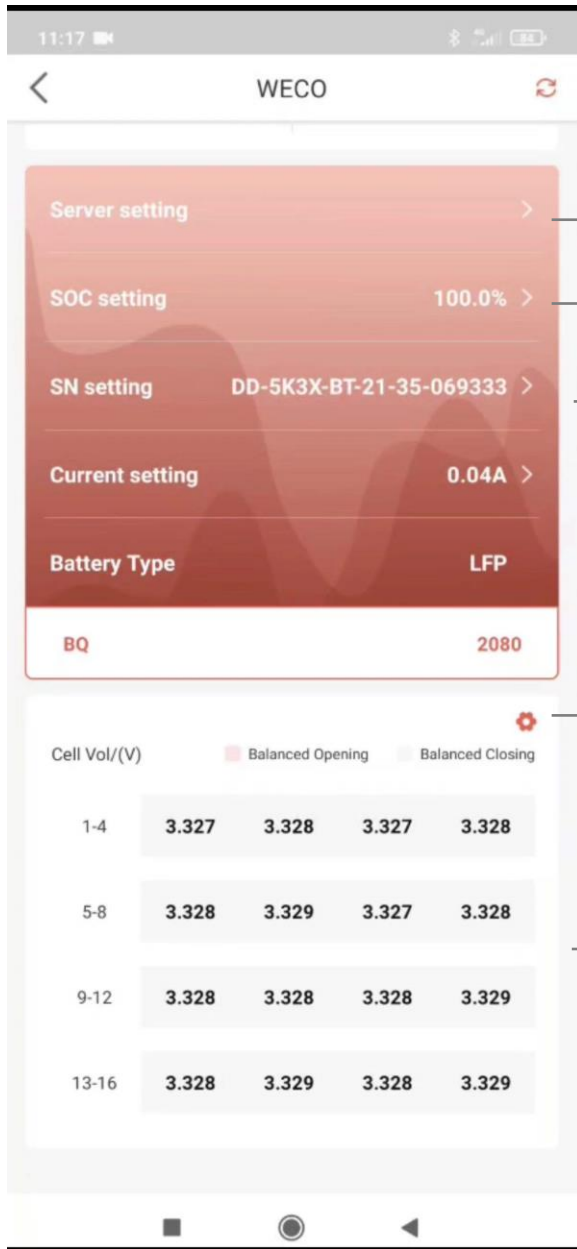 11:17
84
WECO
Server setting
SOC setting 100.0%
SN setting DD-5K3X-BT-21-35-069333
Current setting 0.04A
Battery Type LFP
BQ 2080
Cell Vol/(V) Balanced Opening Balanced Closing
1-4 3.327 3.328 3.327 3.328
5-8 3.328 3.329 3.327 3.328
9-12 3.328 3.328 3.328 3.329
13-16 3.328 3.329 3.328 3.329